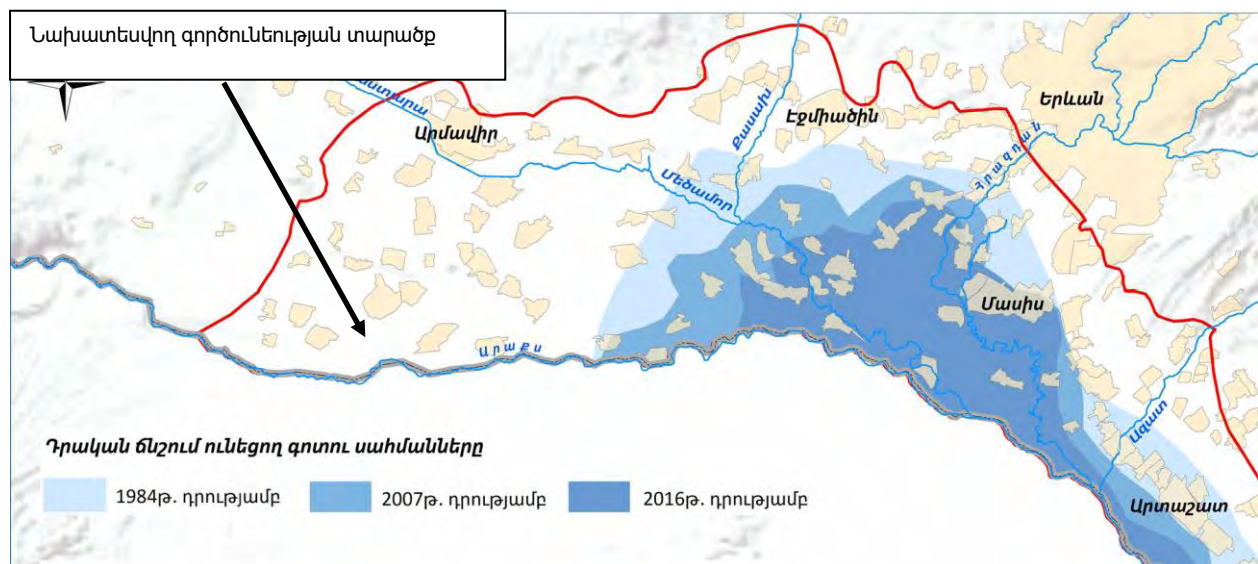 Նախատեսվող գործունեության տարածք
Երևան
Էջմիածին
Արմավիր
Քասախ
Հրազդան
Մեծամոր
Մասիս
Արաքս
Ազատ
Արտաշատ
Դրական ճնշում ունեցող գոտու սահմանները
1984թ. դրությամբ
2007թ. դրությամբ
2016թ. դրությամբ